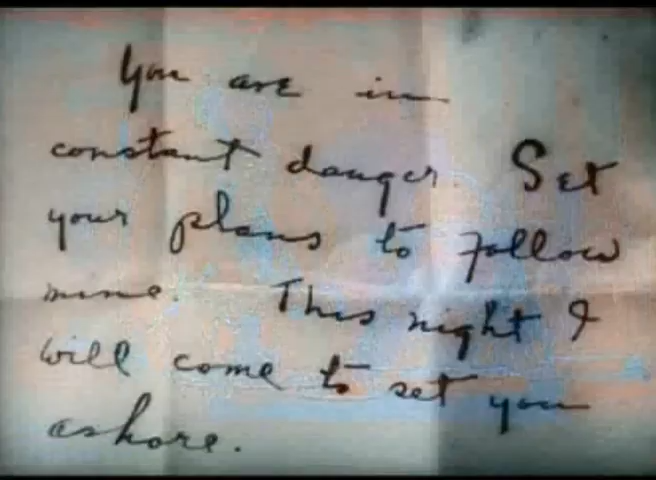 You are in
constant danger. Set
your plans to follow
mine. This night I
will come to set you
ashore.